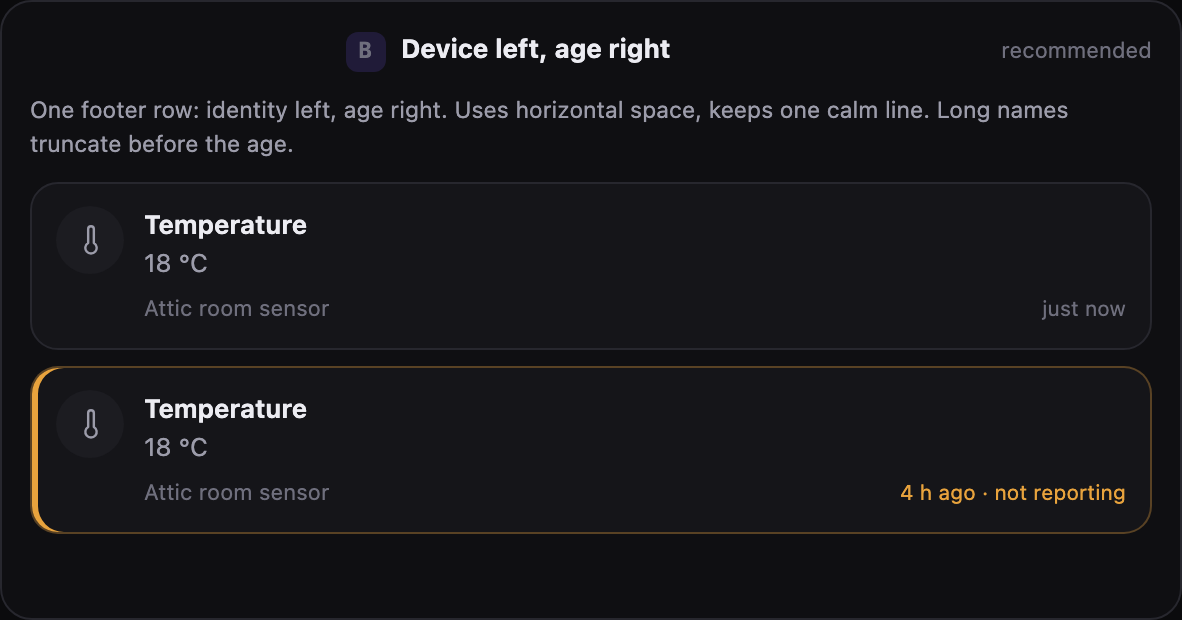 B Device left, age right recommended
One footer row: identity left, age right. Uses horizontal space, keeps one calm line. Long names
truncate before the age.
Temperature
18 °C
Attic room sensor just now
Temperature
18 °C
Attic room sensor 4 h ago · not reporting